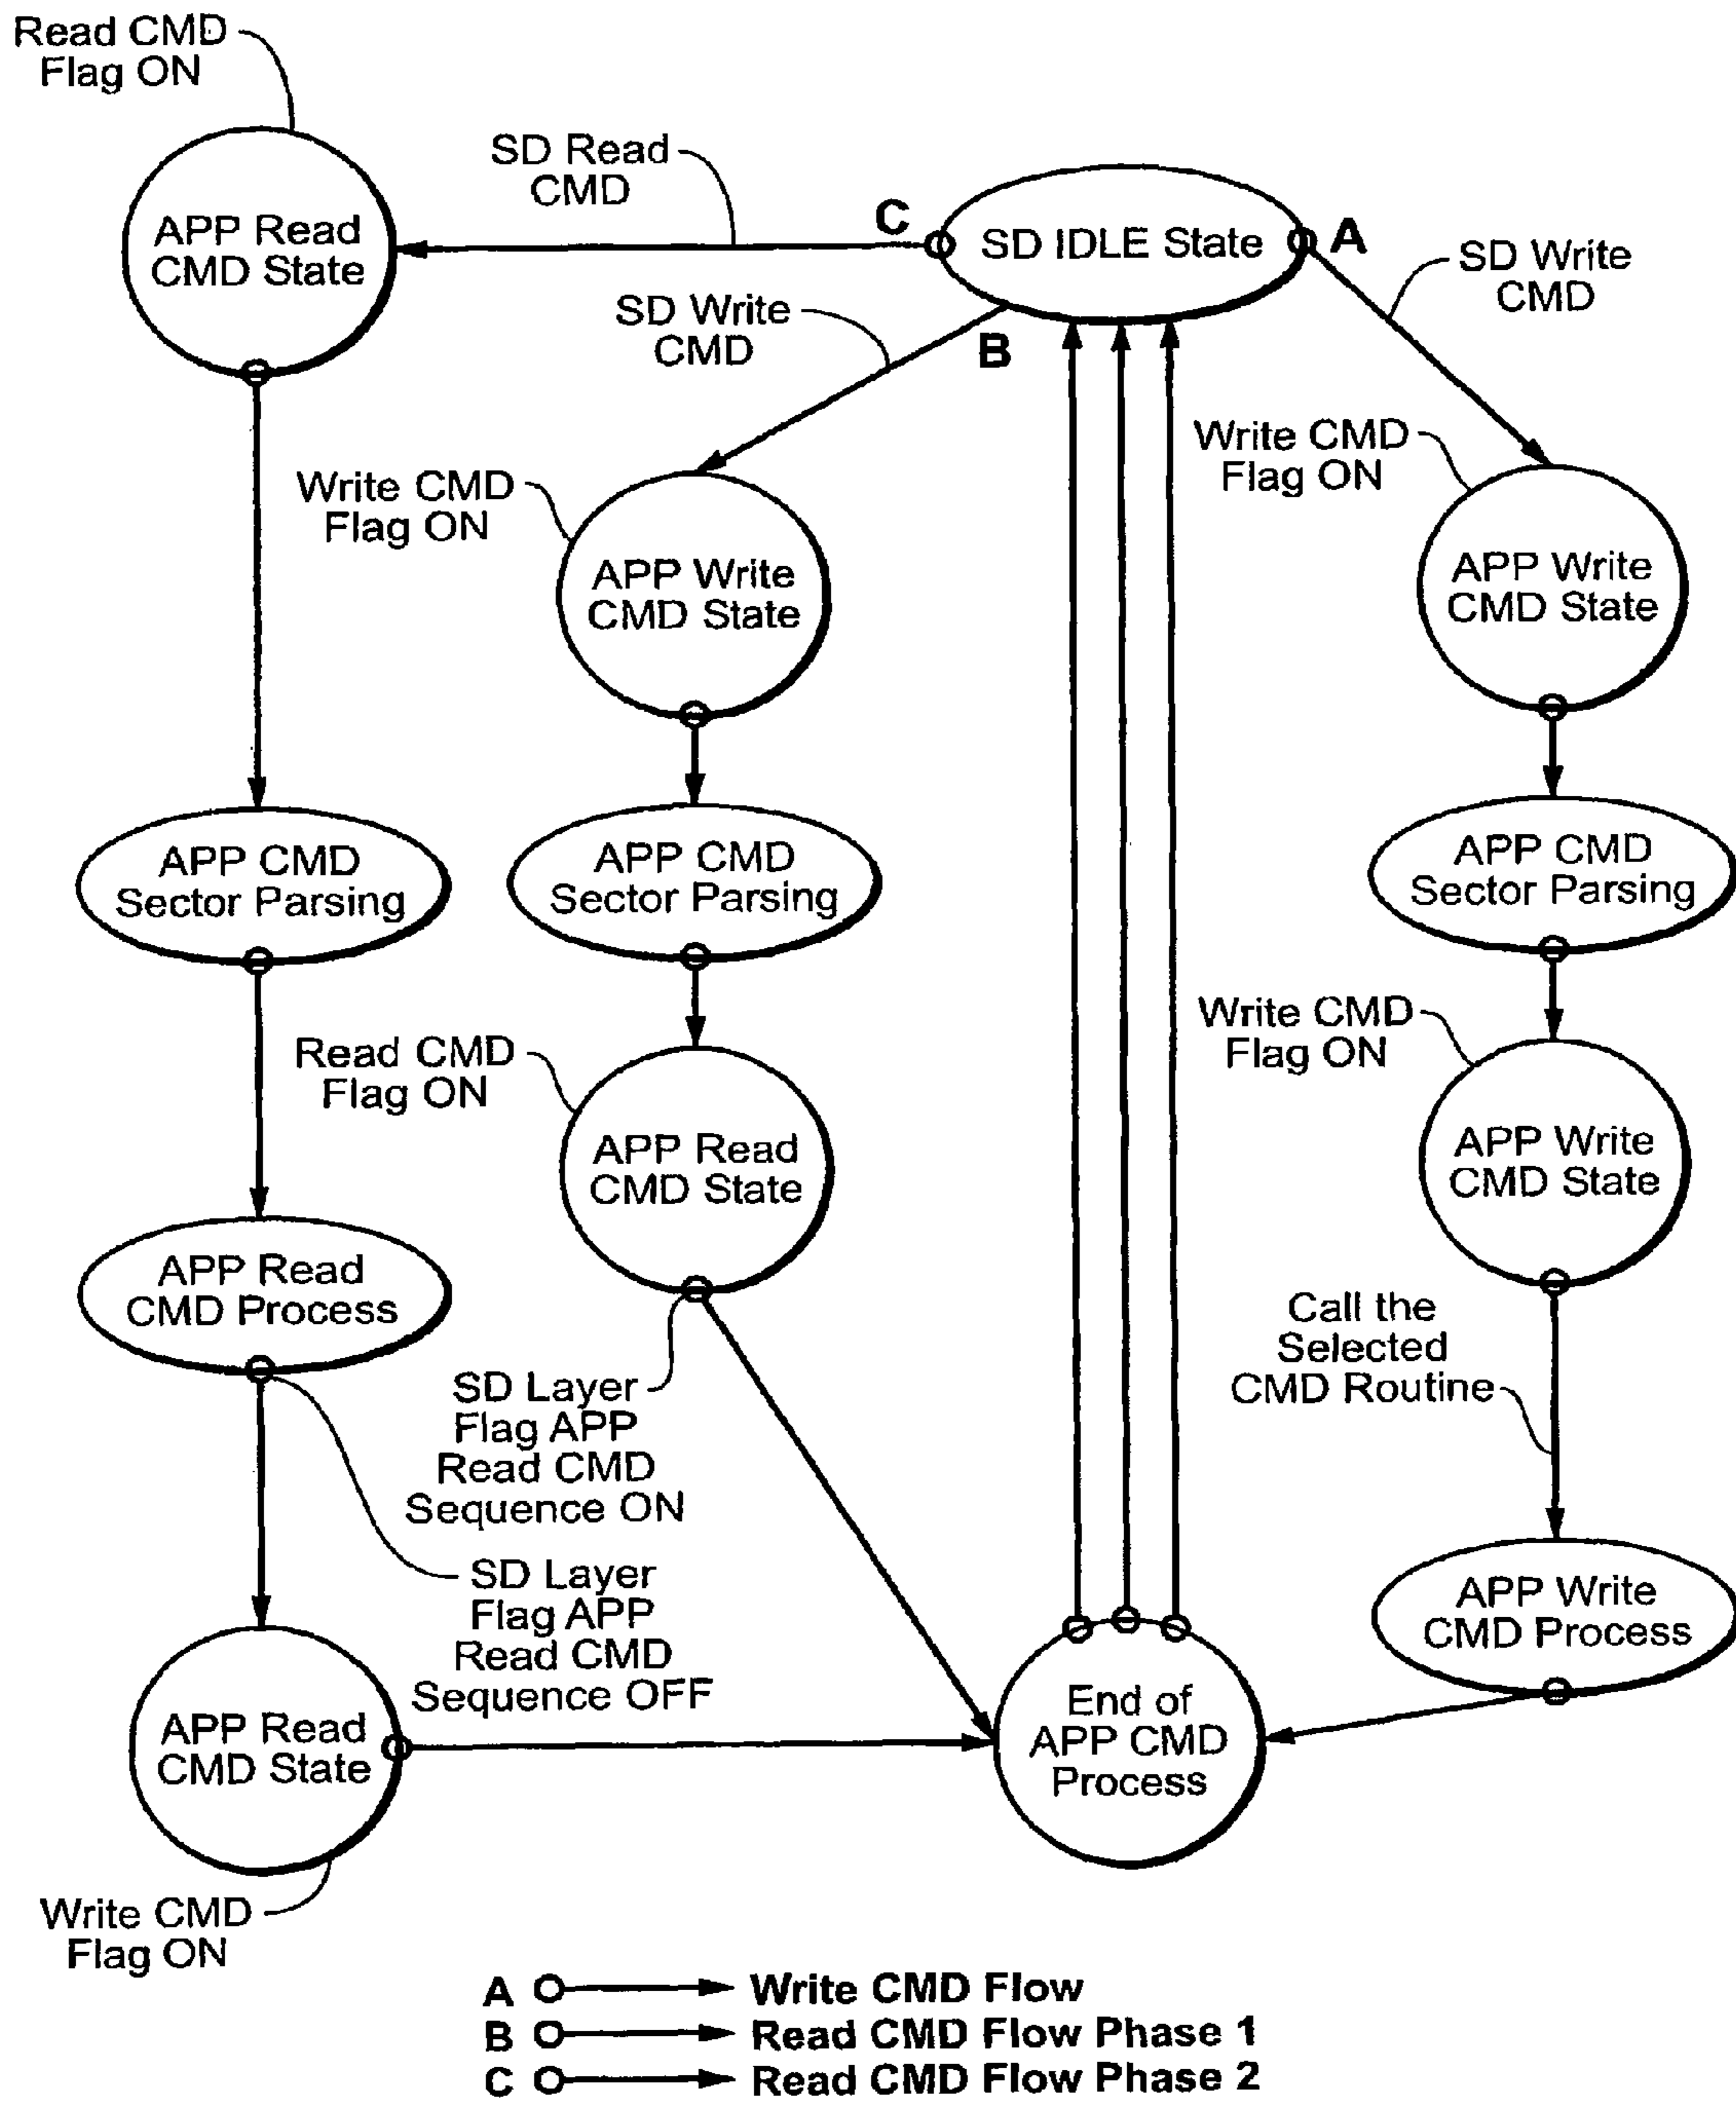 Read CMD
Flag ON
APP Read
CMD State
SD Read
CMD
C
SD IDLE State
A
SD Write
CMD
SD Write
CMD
B
Write CMD
Flag ON
APP Write
CMD State
Write CMD
Flag ON
APP Write
CMD State
APP CMD
Sector Parsing
APP CMD
Sector Parsing
APP CMD
Sector Parsing
Read CMD
Flag ON
APP Read
CMD State
Write CMD
Flag ON
APP Write
CMD State
APP Read
CMD Process
SD Layer
Flag APP
Read CMD
Sequence ON
Call the
Selected
CMD Routine
SD Layer
Flag APP
Read CMD
Sequence OFF
APP Write
CMD Process
APP Read
CMD State
End of
APP CMD
Process
Write CMD
Flag ON
A Write CMD Flow
B Read CMD Flow Phase 1
C Read CMD Flow Phase 2